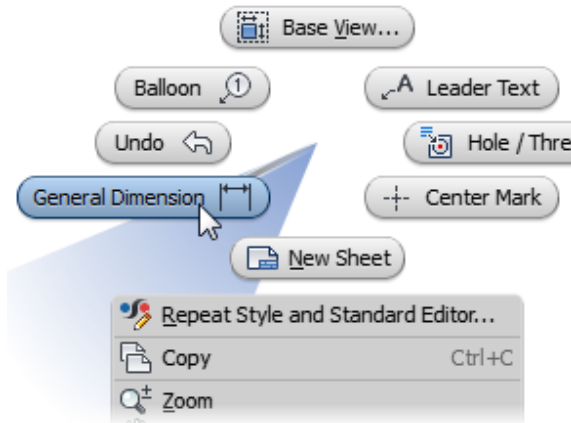 Base View...
Balloon 1
Leader Text
A
Undo
Hole / Thre
General Dimension
Center Mark
New Sheet
Repeat Style and Standard Editor...
Copy Ctrl+C
Zoom